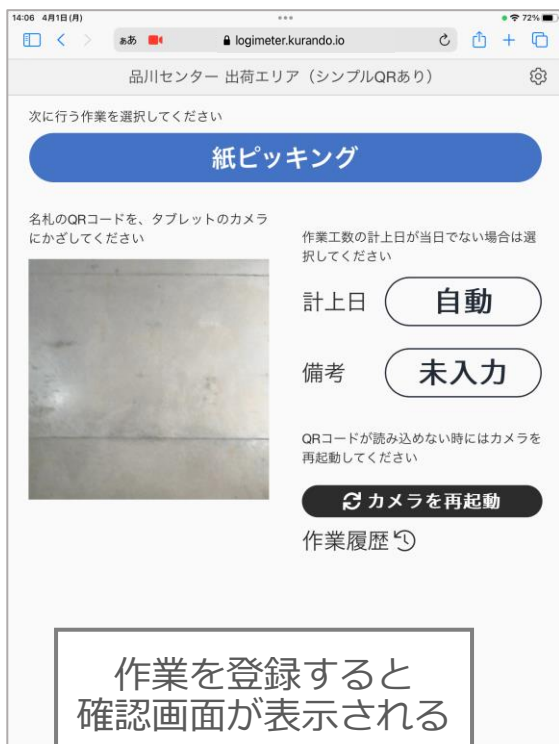 14:06 4月1日(月)
72%
ああ
logimeter.kurando.io
品川センター 出荷エリア（シンプルQRあり）
次に行う作業を選択してください
紙ピッキング
名札のQRコードを、タブレットのカメラ
にかざしてください
作業工数の計上日が当日でない場合は選
択してください
計上日
自動
備考
未入力
QRコードが読み込めない時にはカメラを
再起動してください
カメラを再起動
作業履歴
作業を登録すると
確認画面が表示される